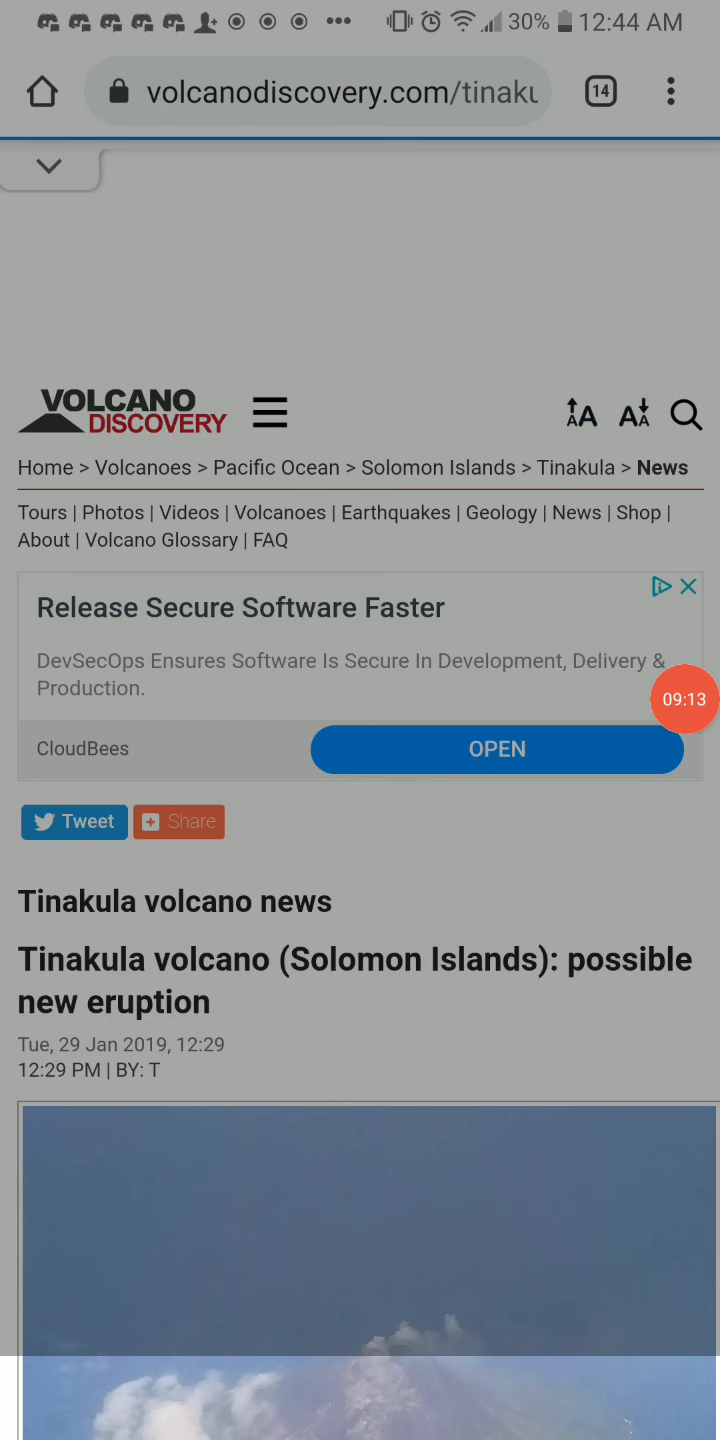 30% 12:44 AM
volcanodiscovery.com/tinaku
14
VOLCANO
DISCOVERY
A A A A
Home > Volcanoes > Pacific Ocean > Solomon Islands > Tinakula > News
Tours | Photos | Videos | Volcanoes | Earthquakes | Geology | News | Shop |
About | Volcano Glossary | FAQ
Release Secure Software Faster
DevSecOps Ensures Software Is Secure In Development, Delivery &
Production.
09:13
CloudBees
OPEN
Tweet Share
Tinakula volcano news
Tinakula volcano (Solomon Islands): possible
new eruption
Tue, 29 Jan 2019, 12:29
12:29 PM | BY: T